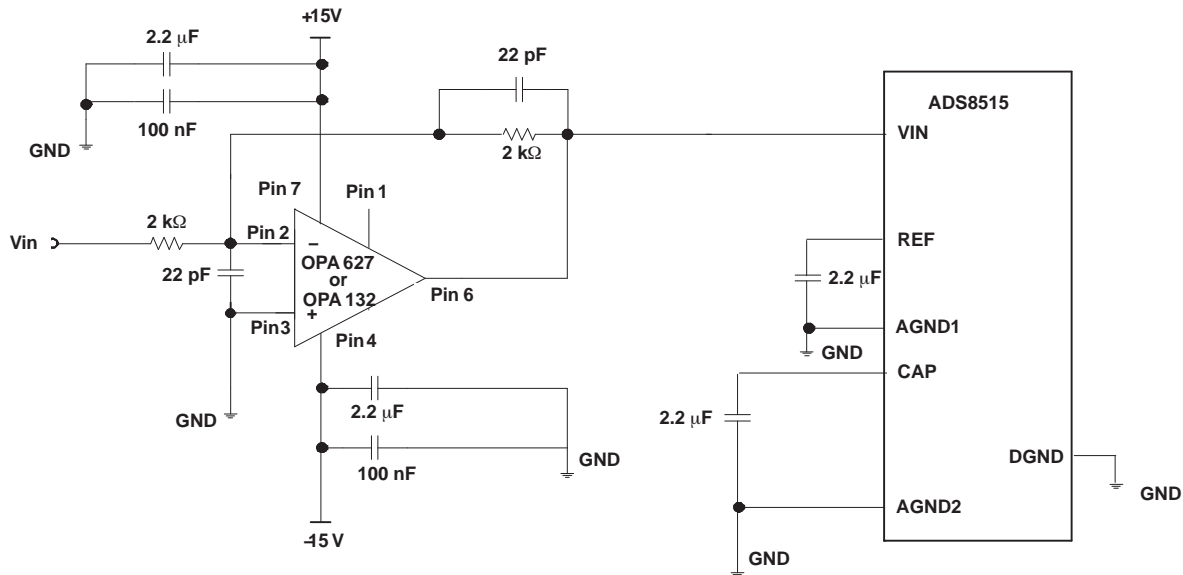 +15V
2.2 μF
22 pF
ADS8515
100 nF
VIN
GND
2 kΩ
Pin 7
Pin 1
2 kΩ
Vin
Pin 2
–
REF
22 pF
OPA 627
or
OPA 132
Pin 6
2.2 μF
+
Pin3
Pin 4
AGND1
GND
CAP
GND
2.2 μF
2.2 μF
GND
100 nF
DGND
GND
AGND2
–15 V
GND